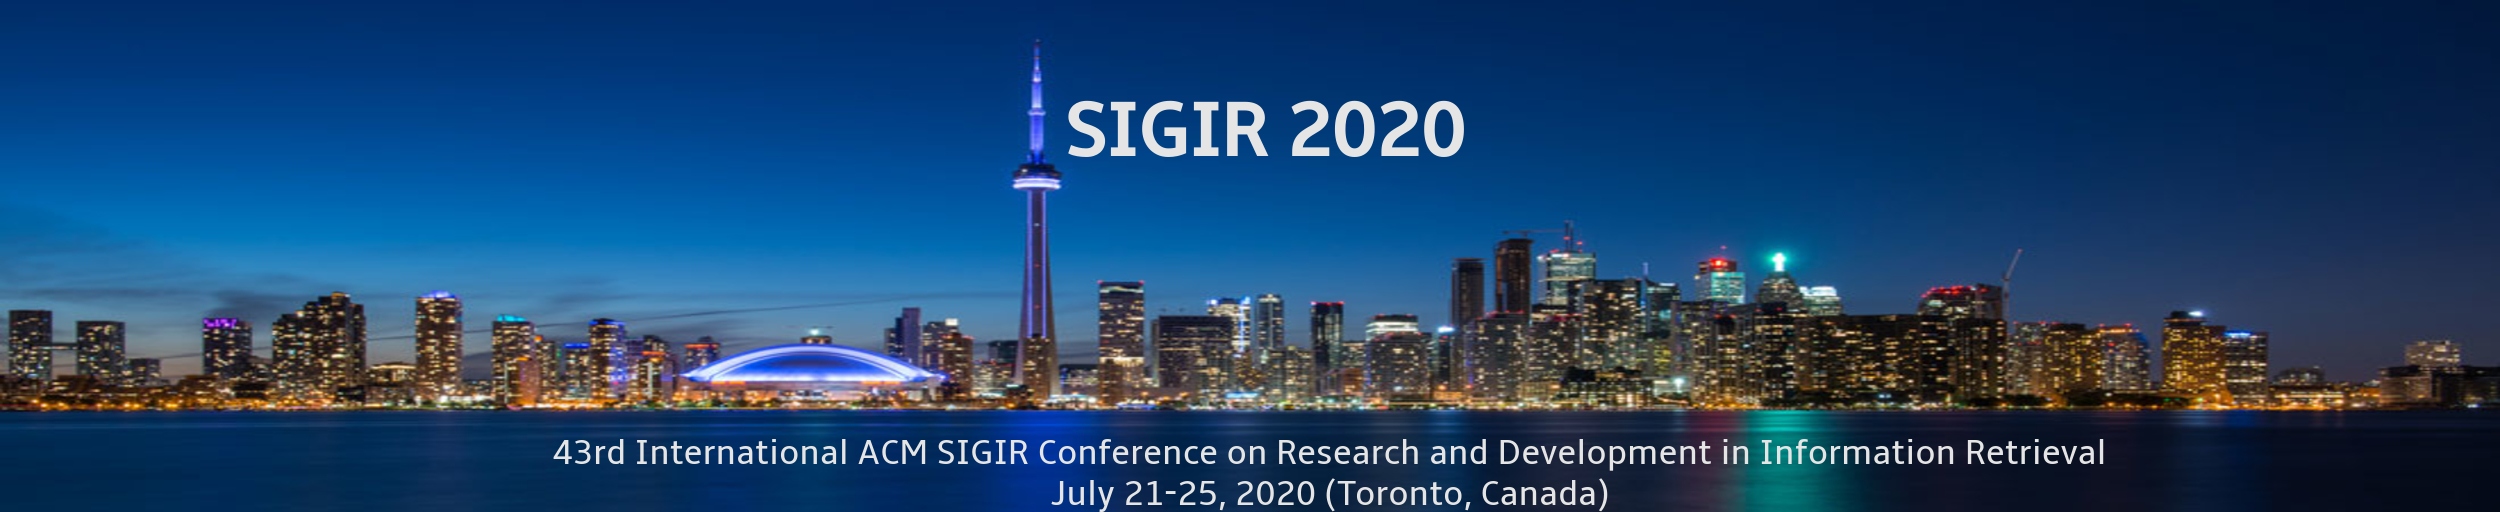 SIGIR 2020
43rd International ACM SIGIR Conference on Research and Development in Information Retrieval
July 21-25, 2020 (Toronto, Canada)